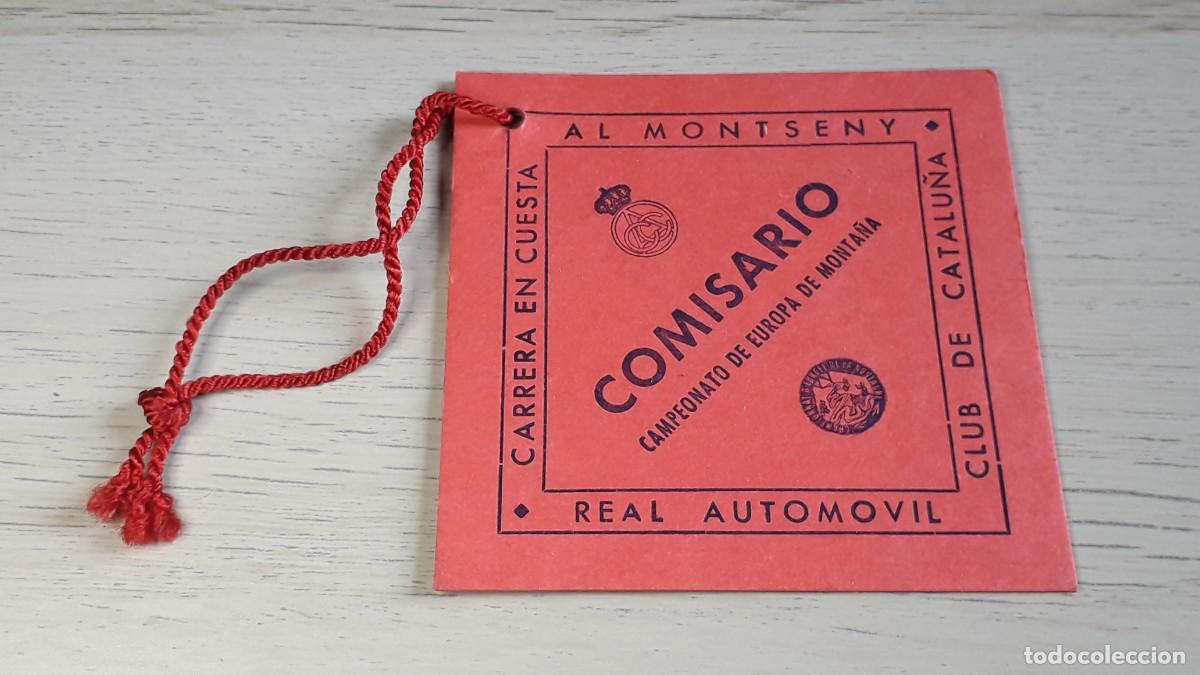 CARRERA EN CUESTA
AL MONTSENY
REAL AUTOMOVIL
CLUB DE CATALUÑA
COMISARIO
CAMPEONATO DE EUROPA DE MONTAÑA
todocoleccion